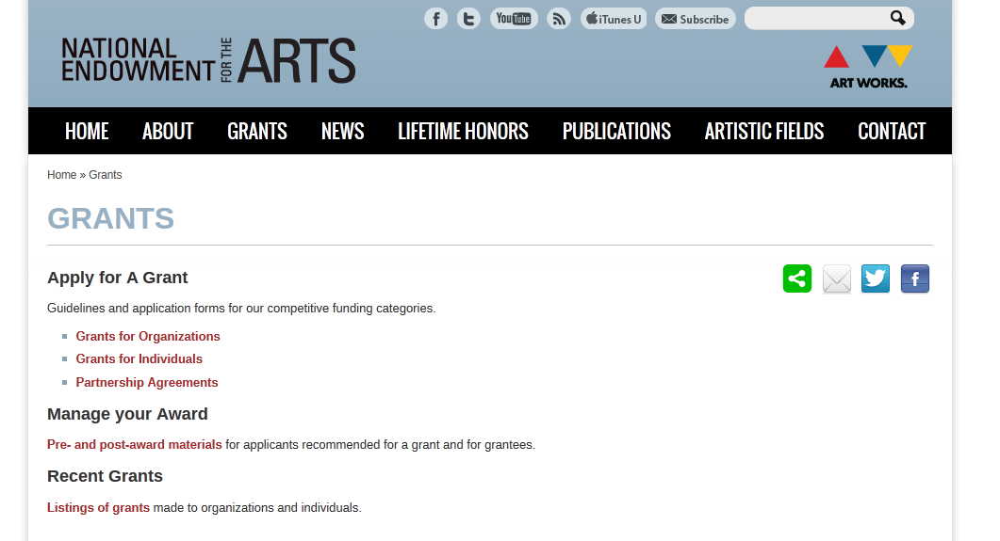 f t YouTube iTunes U Subscribe
NATIONAL ENDOWMENT FOR THE ARTS
ART WORKS.
HOME ABOUT GRANTS NEWS LIFETIME HONORS PUBLICATIONS ARTISTIC FIELDS CONTACT
Home » Grants
GRANTS
Apply for A Grant
f
Guidelines and application forms for our competitive funding categories.
Grants for Organizations
Grants for Individuals
Partnership Agreements
Manage your Award
Pre- and post-award materials for applicants recommended for a grant and for grantees.
Recent Grants
Listings of grants made to organizations and individuals.